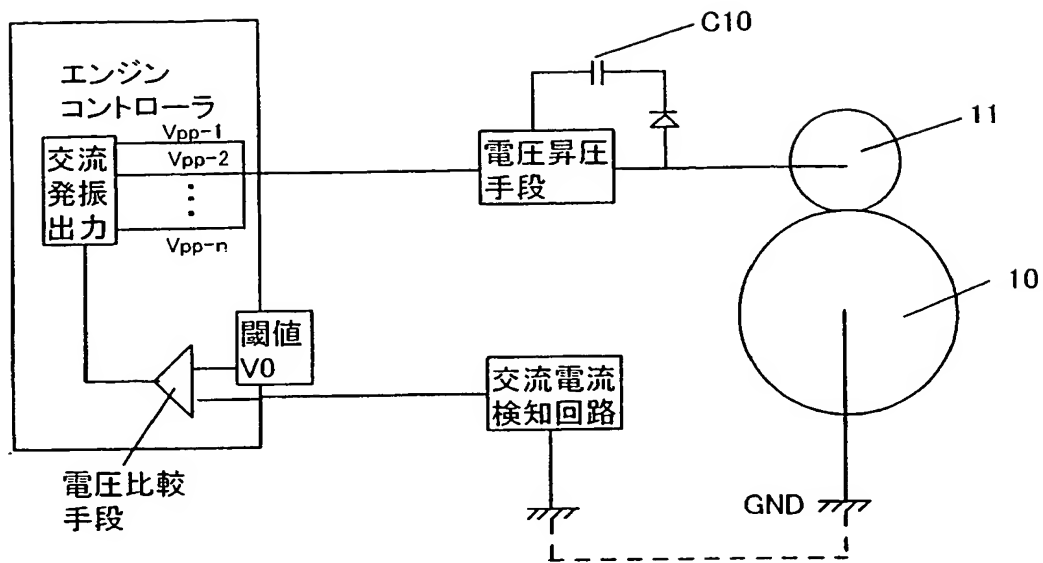 C10
エンジン
コントローラ
Vpp-1
交流
発振
出力
Vpp-2
Vpp-n
電圧昇圧
手段
11
10
閾値
V0
交流電流
検知回路
電圧比較
手段
GND